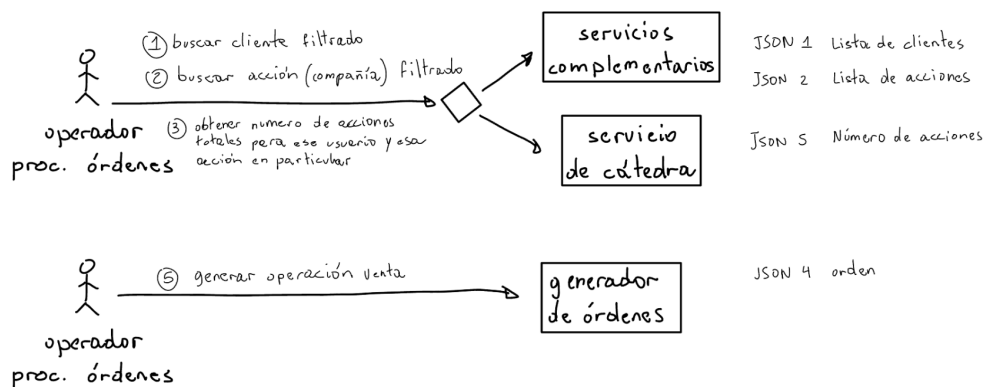 ① buscar cliente filtrado
② buscar acción (compañía) filtrado
operador
proc. órdenes
③ obtener numero de acciones
totales para ese usuario y esa
acción en particular
servicios
complementarios
servicio
de cátedra
JSON 1 Lista de clientes
JSON 2 Lista de acciones
JSON 5 Número de acciones
operador
proc. órdenes
⑤ generar operación venta
generador
de órdenes
JSON 4 orden